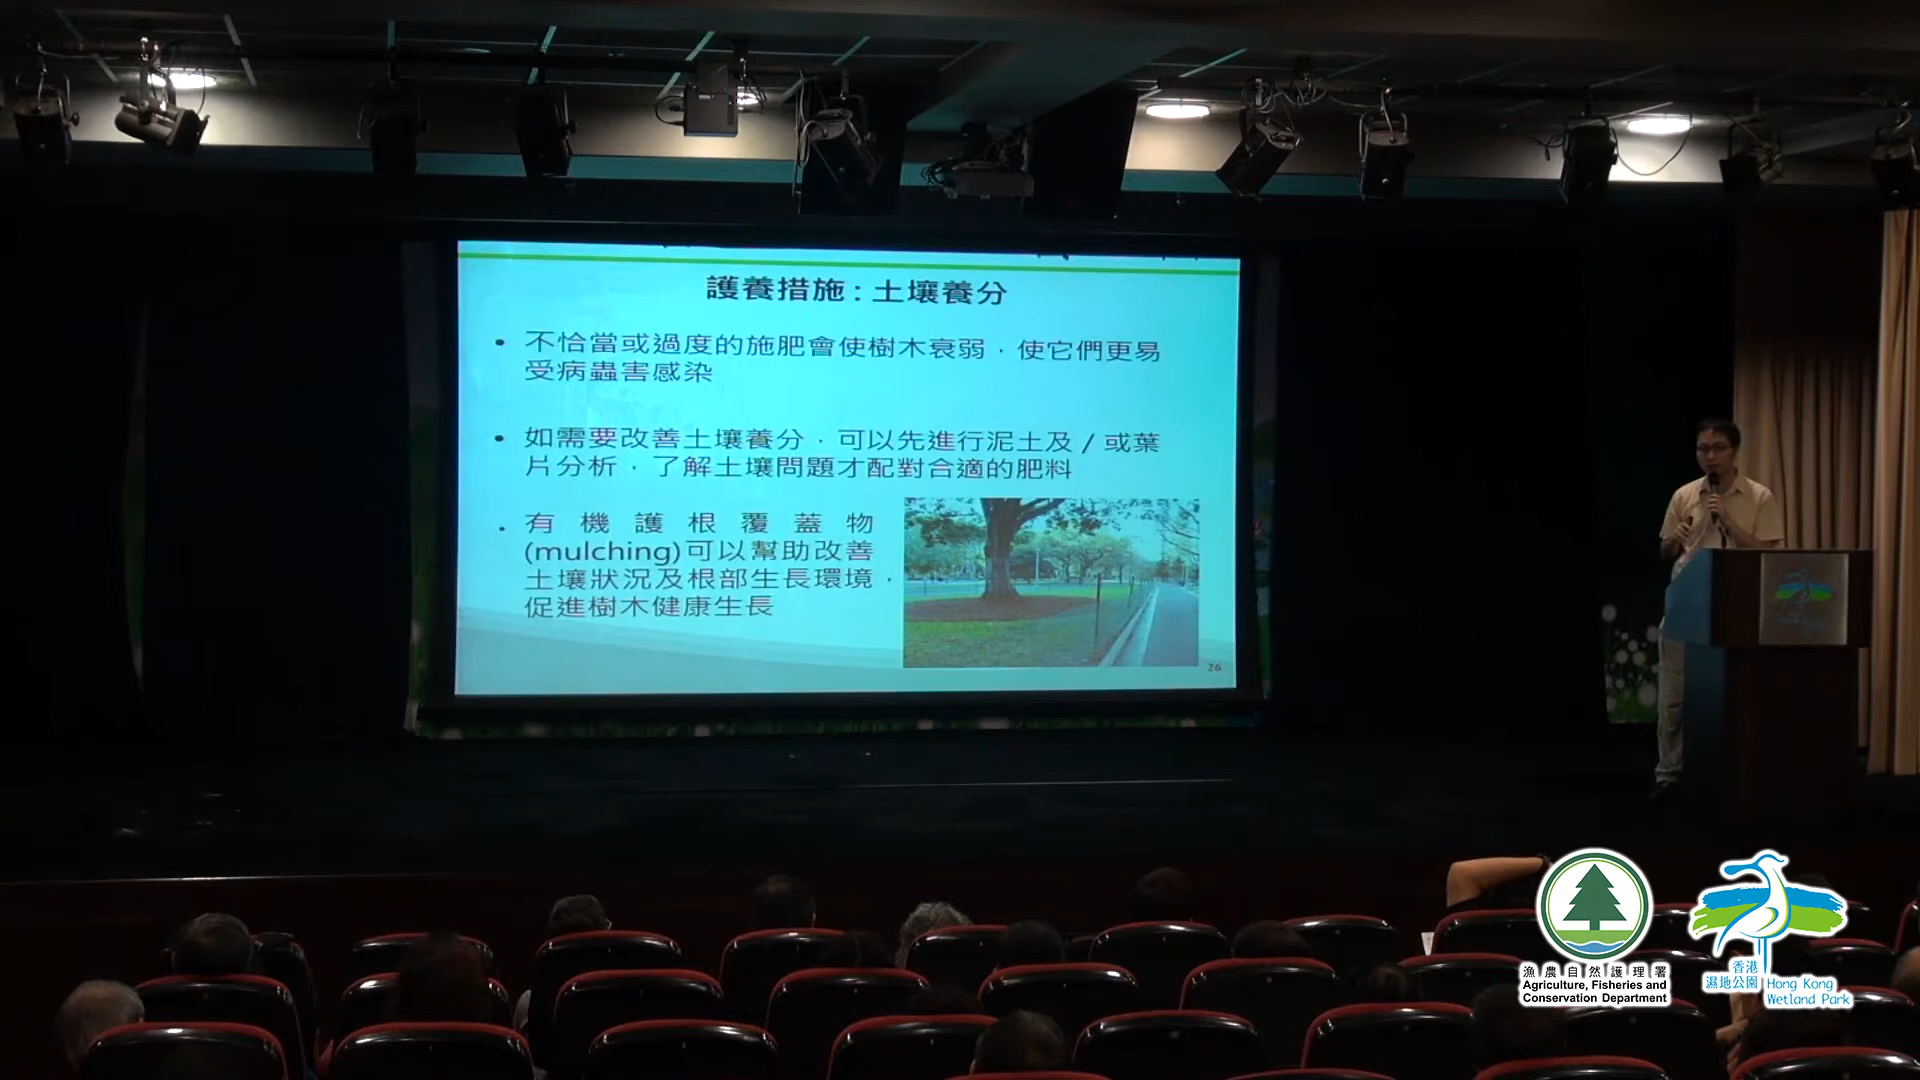 護養措施 : 土壤養分
• 不恰當或過度的施肥會使樹木衰弱，使它們更易
受病蟲害感染
• 如需要改善土壤養分，可以先進行泥土及 / 或葉
片分析，了解土壤問題才配對合適的肥料
• 有機護根覆蓋物
(mulching)可以幫助改善
土壤狀況及根部生長環境，
促進樹木健康生長
26
漁農自然護理署
Agriculture, Fisheries and
Conservation Department
香港
濕地公園
Hong Kong
Wetland Park